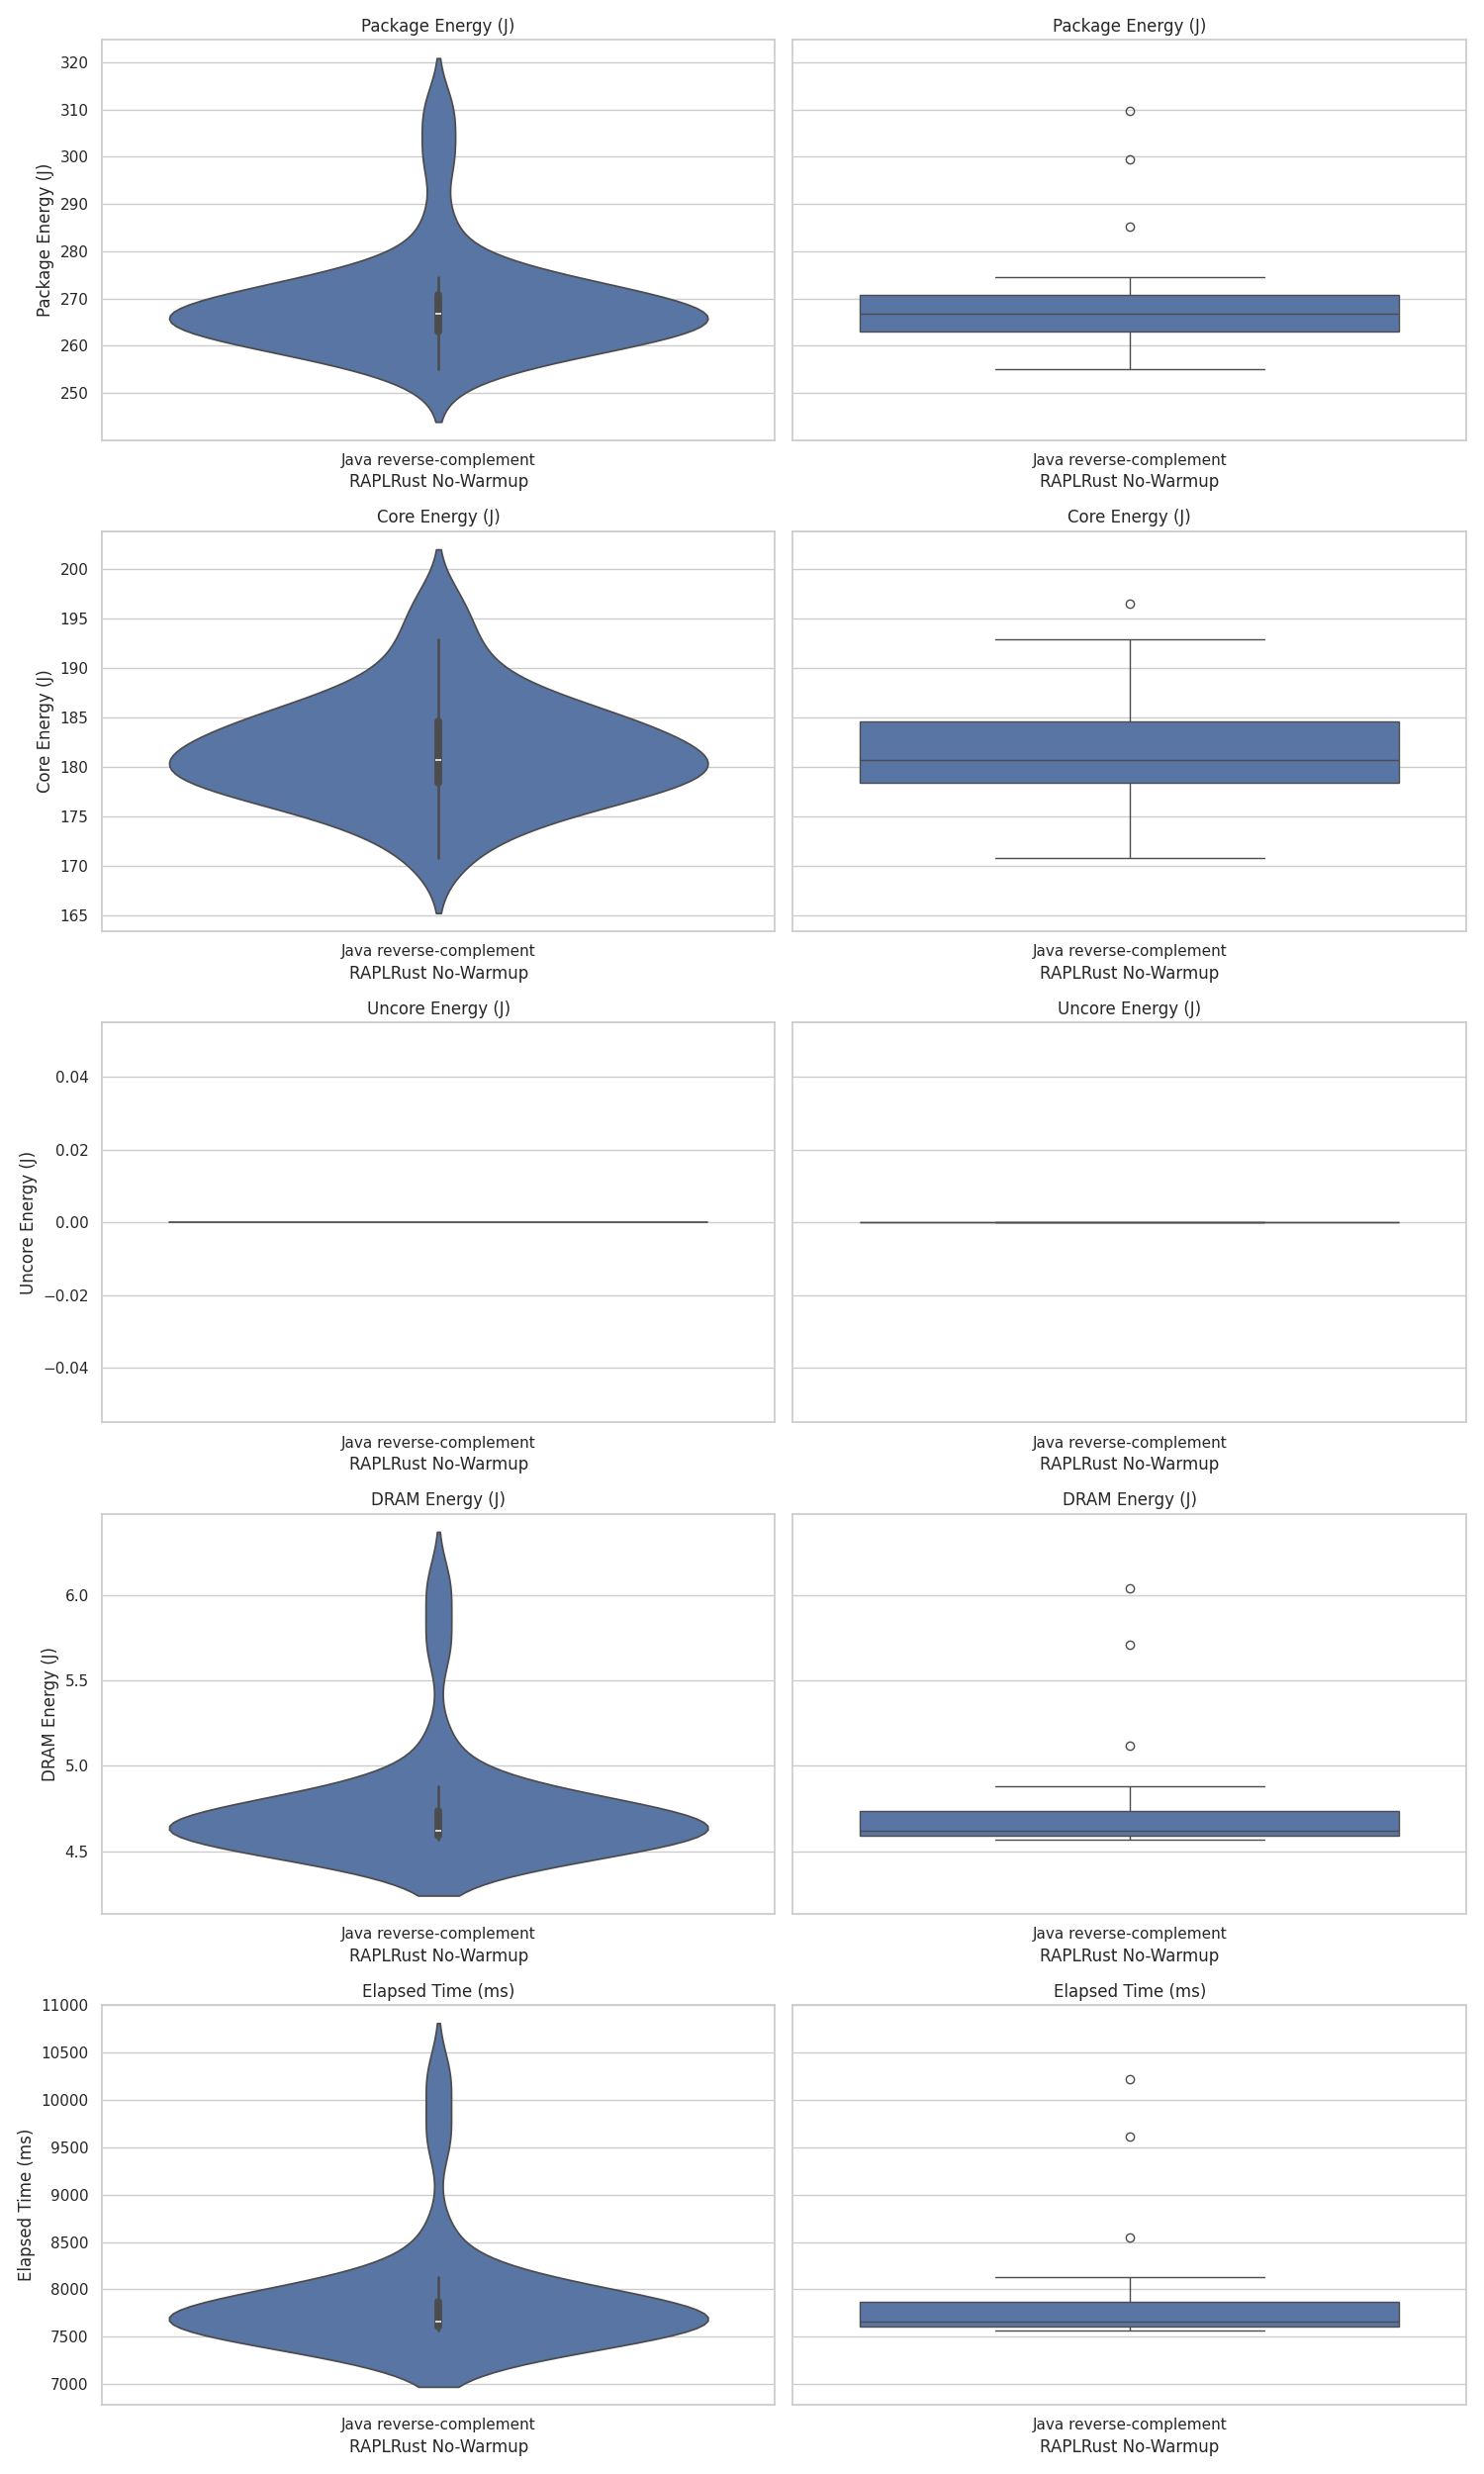 Package Energy (J)
Package Energy (J)
Package Energy (J)
320
310
300
290
280
270
260
250
Java reverse-complement
RAPLRust No-Warmup
Java reverse-complement
RAPLRust No-Warmup
Core Energy (J)
Core Energy (J)
Core Energy (J)
200
195
190
185
180
175
170
165
Java reverse-complement
RAPLRust No-Warmup
Java reverse-complement
RAPLRust No-Warmup
Uncore Energy (J)
Uncore Energy (J)
Uncore Energy (J)
0.04
0.02
0.00
−0.02
−0.04
Java reverse-complement
RAPLRust No-Warmup
Java reverse-complement
RAPLRust No-Warmup
DRAM Energy (J)
DRAM Energy (J)
DRAM Energy (J)
6.0
5.5
5.0
4.5
Java reverse-complement
RAPLRust No-Warmup
Java reverse-complement
RAPLRust No-Warmup
Elapsed Time (ms)
Elapsed Time (ms)
Elapsed Time (ms)
11000
10500
10000
9500
9000
8500
8000
7500
7000
Java reverse-complement
RAPLRust No-Warmup
Java reverse-complement
RAPLRust No-Warmup